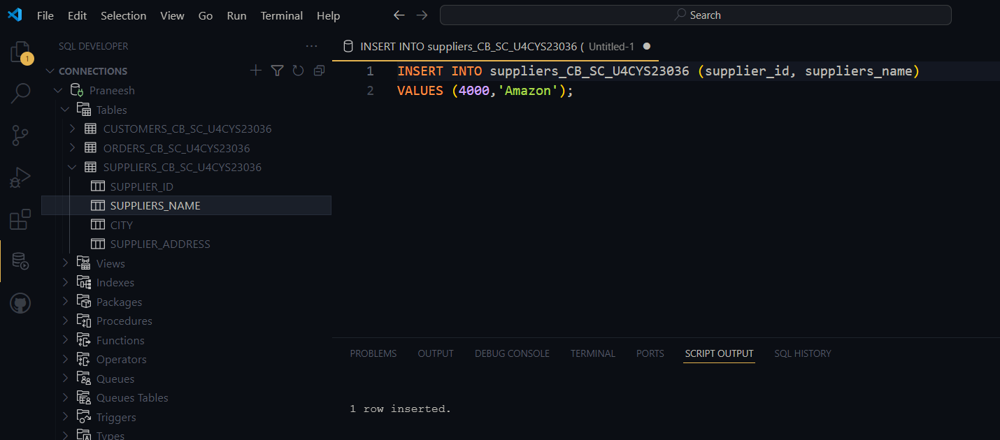 File Edit Selection View Go Run Terminal Help
Search
1
SQL DEVELOPER
CONNECTIONS
Praneesh
Tables
CUSTOMERS_CB_SC_U4CYS23036
ORDERS_CB_SC_U4CYS23036
SUPPLIERS_CB_SC_U4CYS23036
SUPPLIER_ID
SUPPLIERS_NAME
CITY
SUPPLIER_ADDRESS
Views
Indexes
Packages
Procedures
Functions
Operators
Queues
Queues Tables
Triggers
Types
INSERT INTO suppliers_CB_SC_U4CYS23036 ( Untitled-1
1 INSERT INTO suppliers_CB_SC_U4CYS23036 (supplier_id, suppliers_name)
2 VALUES (4000,'Amazon');
PROBLEMS OUTPUT DEBUG CONSOLE TERMINAL PORTS SCRIPT OUTPUT SQL HISTORY
1 row inserted.